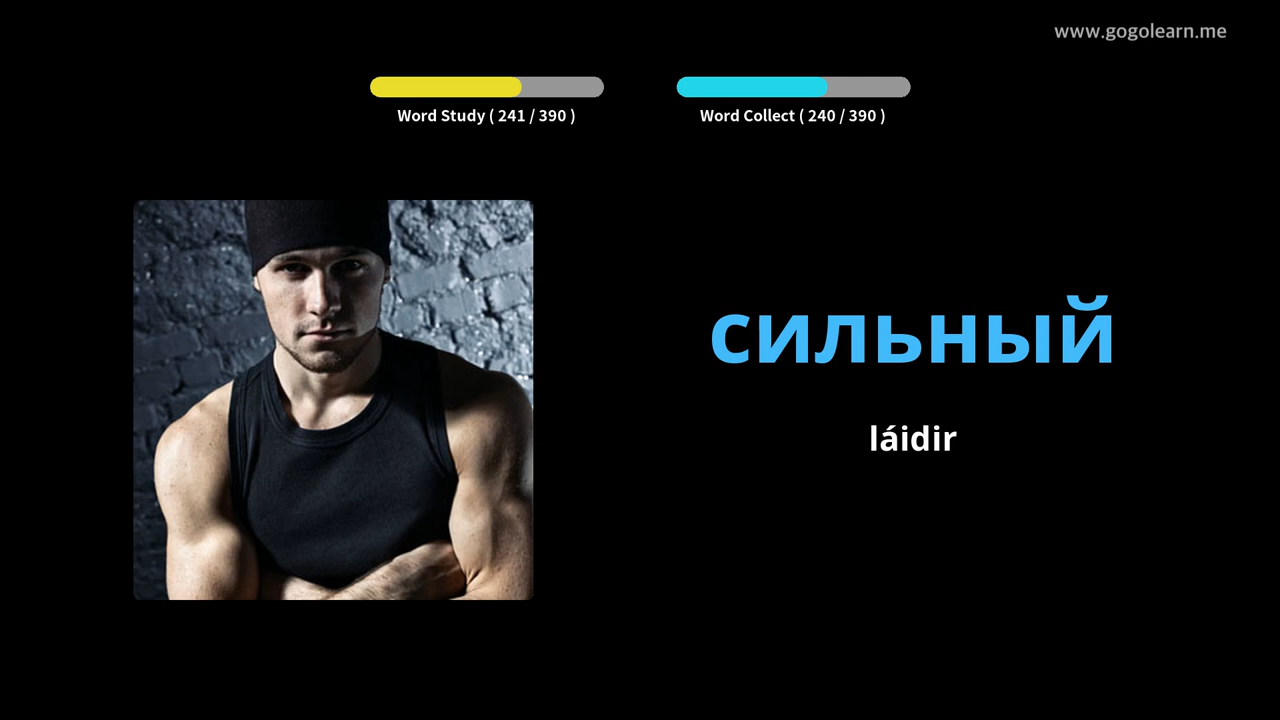 www.gogolearn.me
Word Study ( 241 / 390 )
Word Collect ( 240 / 390 )
сильный
láidir